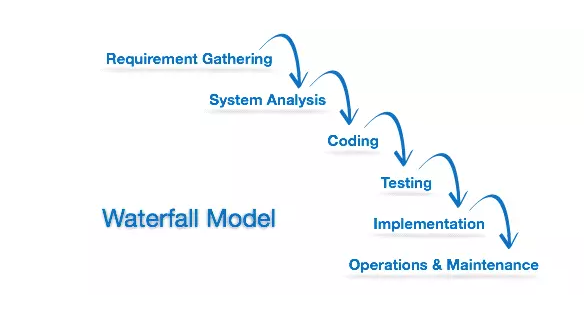 Requirement Gathering
System Analysis
Coding
Testing
Waterfall Model
Implementation
Operations & Maintenance